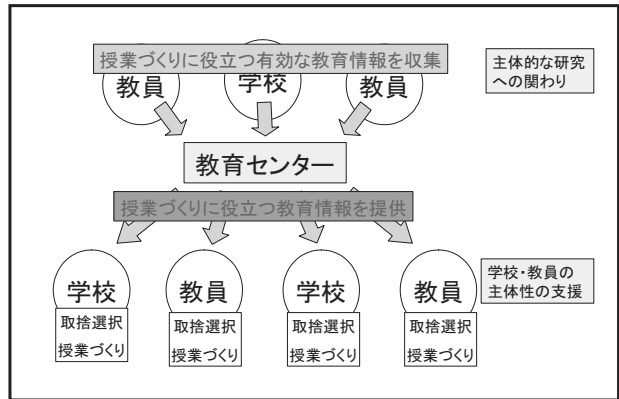 授業づくりに役立つ有効な教育情報を収集
教員
学校
教員
主体的な研究
への関わり
教育センター
授業づくりに役立つ教育情報を提供
学校
教員
学校
教員
学校・教員の
主体性の支援
取捨選択
授業づくり
取捨選択
授業づくり
取捨選択
授業づくり
取捨選択
授業づくり